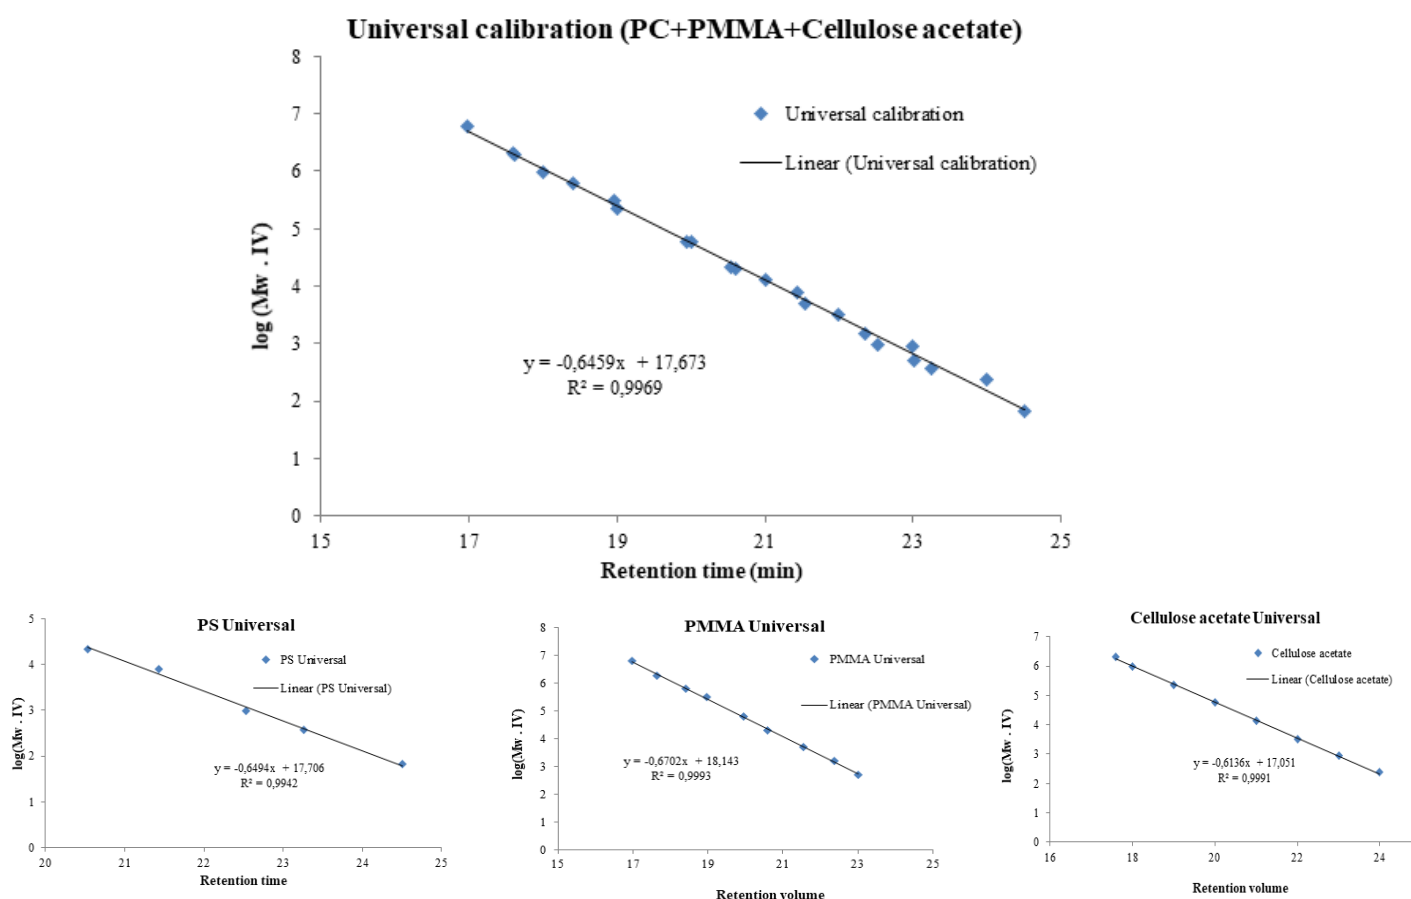 Universal calibration (PC+PMMA+Cellulose acetate)
8
7
6
5
4
3
2
1
0
log (Mw . IV)
Universal calibration
Linear (Universal calibration)
y = -0,6459x + 17,673
R² = 0,9969
15 17 19 21 23 25
Retention time (min)
PS Universal
5
4
3
2
1
0
log(Mw . IV)
PS Universal
Linear (PS Universal)
y = -0,6494x + 17,706
R² = 0,9942
20 21 22 23 24 25
Retention time
PMMA Universal
8
7
6
5
4
3
2
1
0
log(Mw . IV)
PMMA Universal
Linear (PMMA Universal)
y = -0,6702x + 18,143
R² = 0,9993
15 17 19 21 23 25
Retention volume
Cellulose acetate Universal
7
6
5
4
3
2
1
0
log(Mw . IV)
Cellulose acetate
Linear (Cellulose acetate)
y = -0,6136x + 17,051
R² = 0,9991
16 18 20 22 24
Retention volume